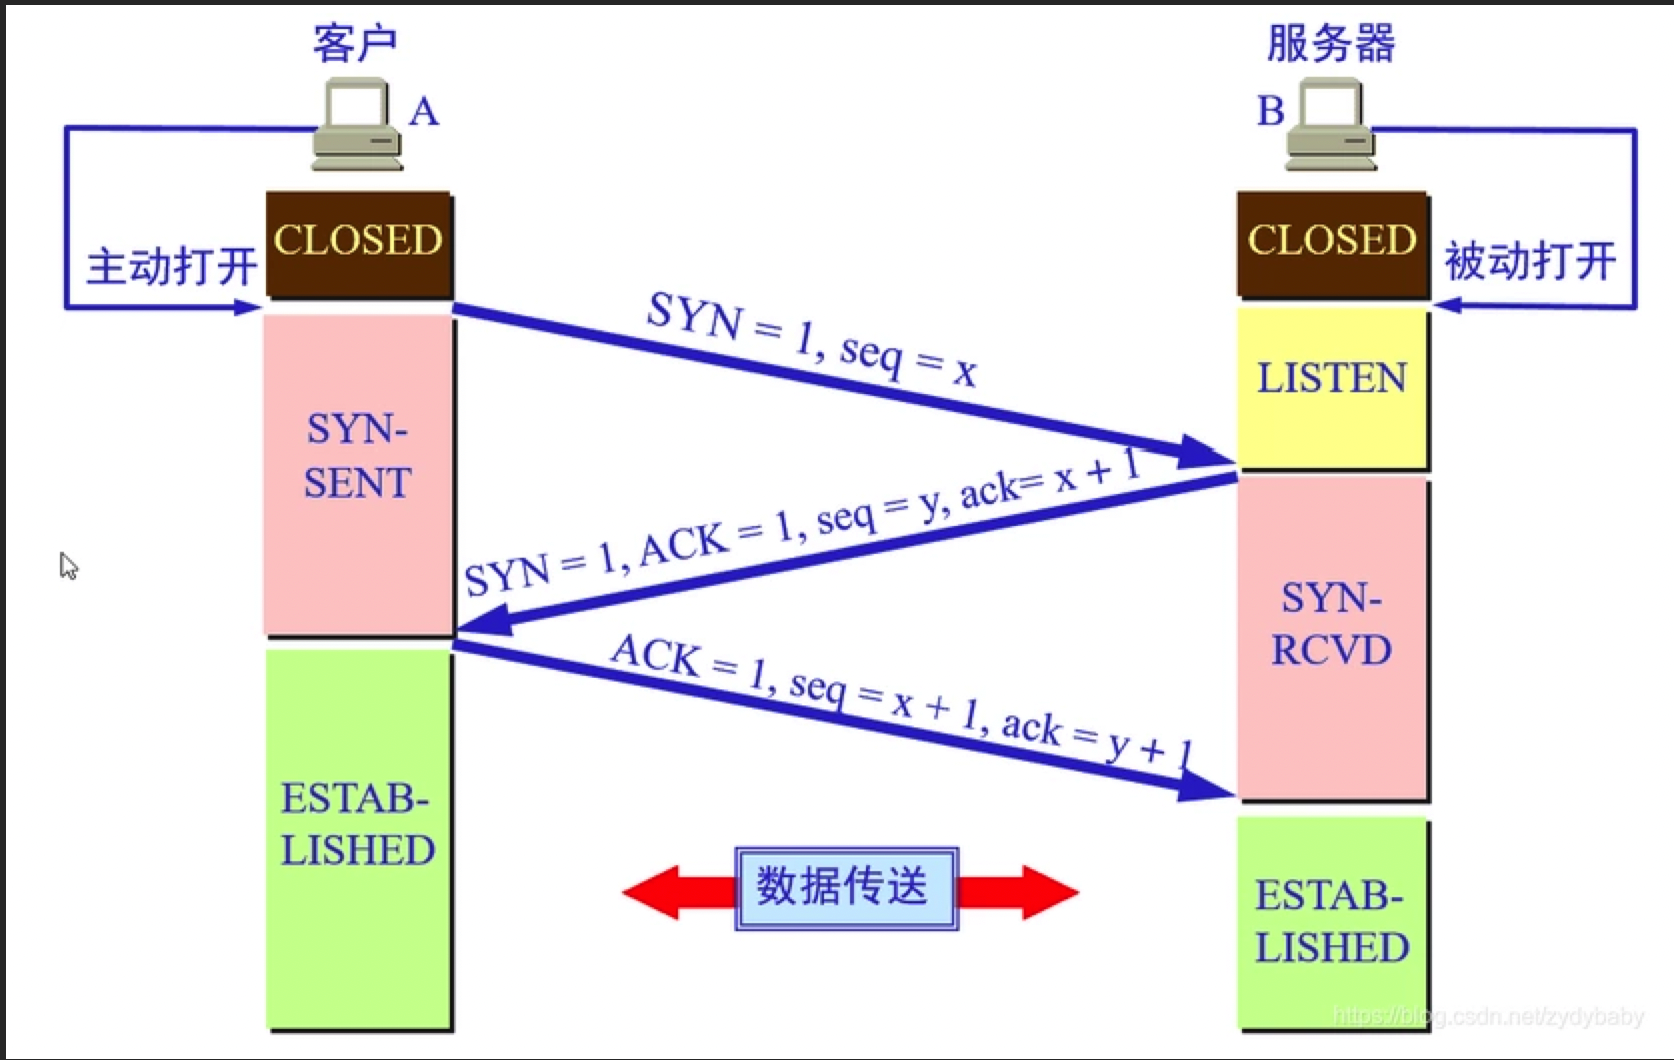 客户
服务器
A
B
CLOSED
CLOSED
主动打开
被动打开
SYN = 1, seq = x
LISTEN
SYN-
SENT
SYN = 1, ACK = 1, seq = y, ack= x + 1
SYN-
RCVD
ACK = 1, seq = x + 1, ack = y + 1
ESTAB-
LISHED
数据传送
ESTAB-
LISHED
https://blog.csdn.net/zydybaby